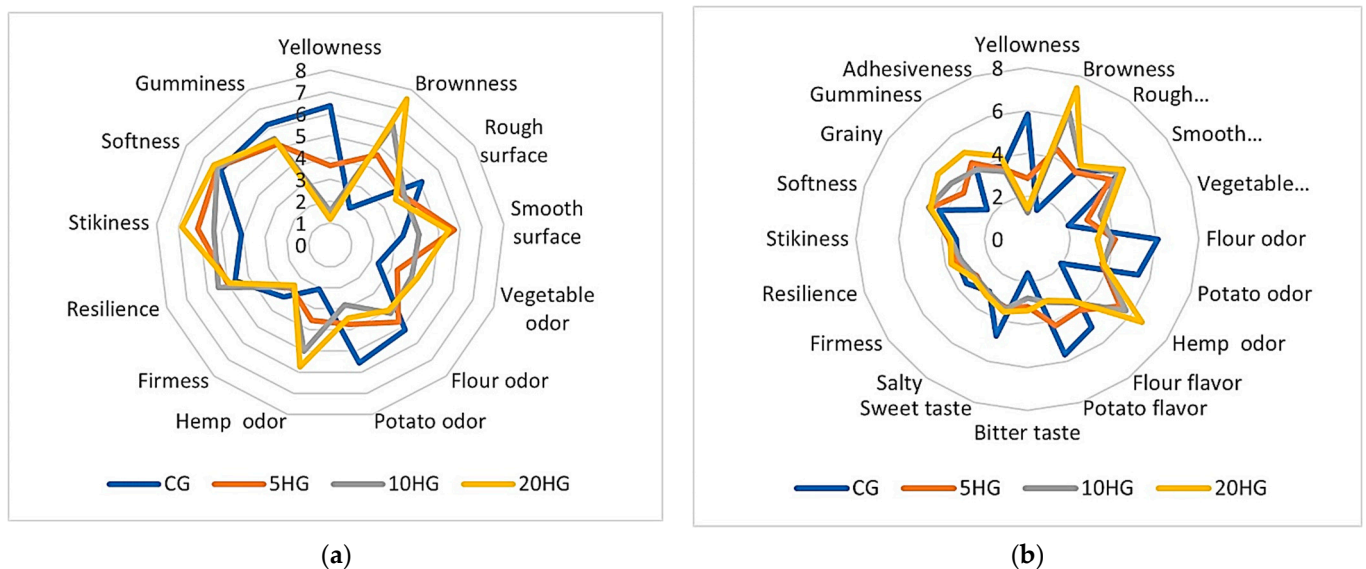 Yellowness
Brownness
Rough
surface
Smooth
surface
Vegetable
odor
Flour odor
Potato odor
Hemp  odor
Firmness
Resilience
Stikiness
Softness
Gumminess
8
7
6
5
4
3
2
1
0
CG
5HG
10HG
20HG
(a)
Yellowness
Browness
Rough...
Smooth...
Vegetable...
Flour odor
Potato odor
Hemp  odor
Flour flavor
Potato flavor
Bitter taste
Sweet taste
Salty
Firmness
Resilience
Stikiness
Softness
Grainy
Gumminess
Adhesiveness
8
6
4
2
0
CG
5HG
10HG
20HG
(b)